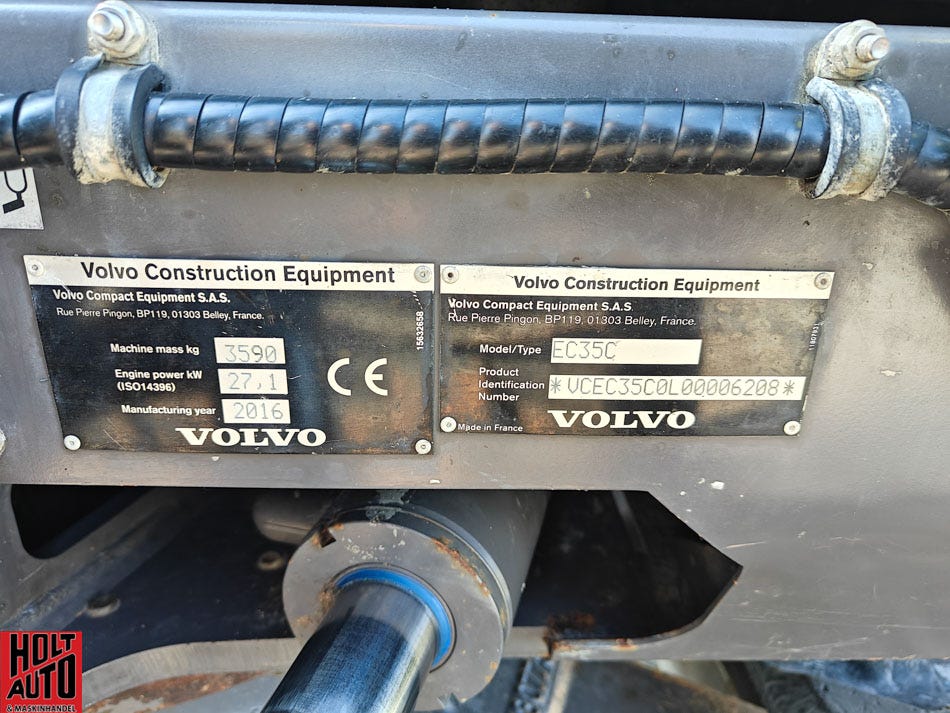 Volvo Construction Equipment
Volvo Compact Equipment S.A.S.
Rue Pierre Pingon, BP119, 01303 Belley, France.
Machine mass kg 3590
Engine power kW
(ISO14396) 27,1
Manufacturing year 2016
CE
VOLVO
15632658
Volvo Construction Equipment
Volvo Compact Equipment S.A.S.
Rue Pierre Pingon, BP119, 01303 Belley, France.
Model/Type EC35C
Product
Identification *VCEC35C0L00006208*
Number
Made in France
VOLVO
HOLT
AUTO
& MASKINHANDEL